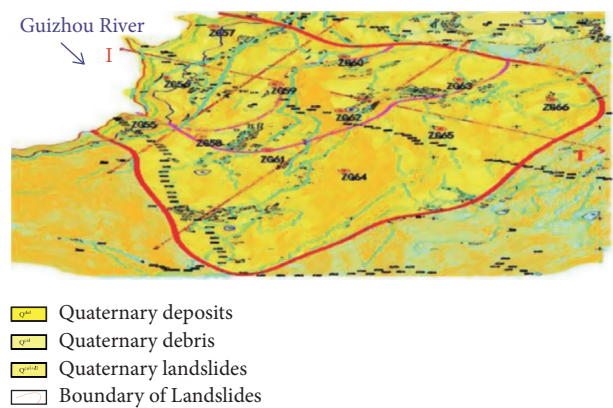 Guizhou River
I
ZG57
ZG60
ZG59
ZG63
ZG66
ZG62
ZG55
ZG65
ZG58
ZG61
ZG64
I
Quaternary deposits
Quaternary debris
Quaternary landslides
Boundary of Landslides